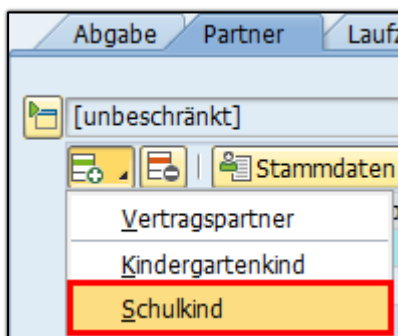 Abgabe Partner
[unbeschränkt]
Stammdaten
Vertragspartner
Kindergartenkind
Schulkind